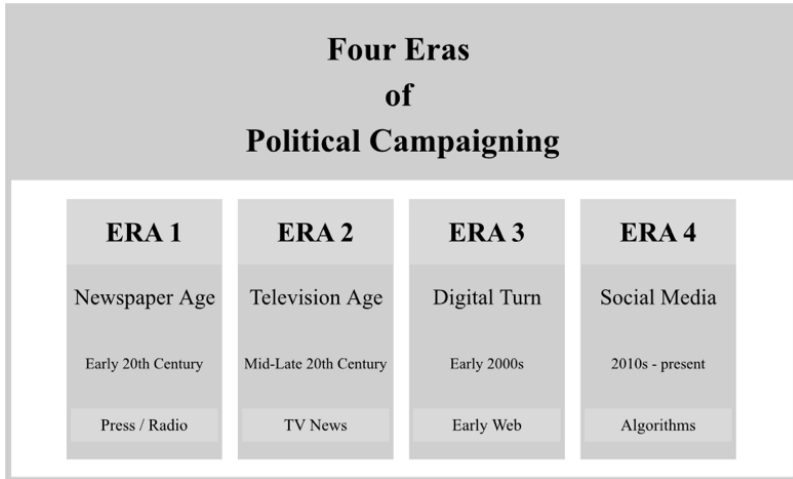 Four Eras
of
Political Campaigning
ERA 1
Newspaper Age
Early 20th Century
Press / Radio
ERA 2
Television Age
Mid-Late 20th Century
TV News
ERA 3
Digital Turn
Early 2000s
Early Web
ERA 4
Social Media
2010s - present
Algorithms